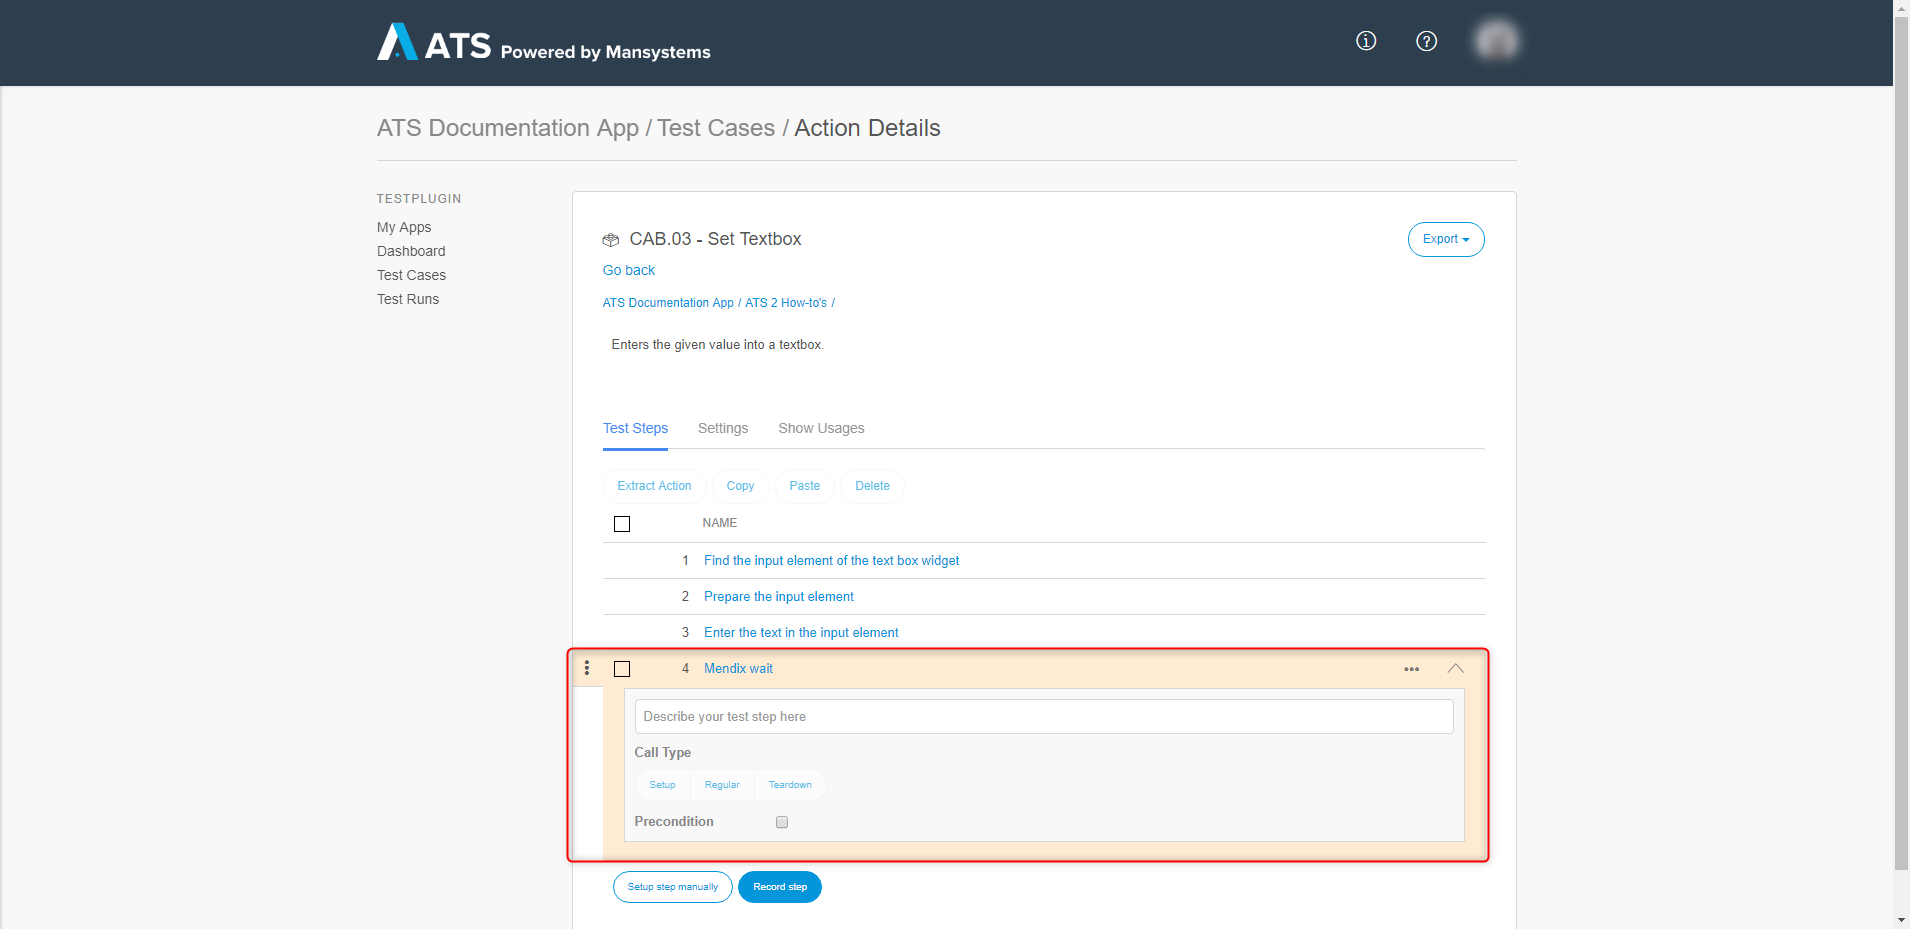 ATS Powered by Mansystems
ATS Documentation App / Test Cases / Action Details
TESTPLUGIN
My Apps
Dashboard
Test Cases
Test Runs
CAB.03 - Set Textbox
Export
Go back
ATS Documentation App / ATS 2 How-to's /
Enters the given value into a textbox.
Test Steps Settings Show Usages
Extract Action Copy Paste Delete
NAME
1 Find the input element of the text box widget
2 Prepare the input element
3 Enter the text in the input element
4 Mendix wait
Describe your test step here
Call Type
Setup Regular Teardown
Precondition
Setup step manually Record step